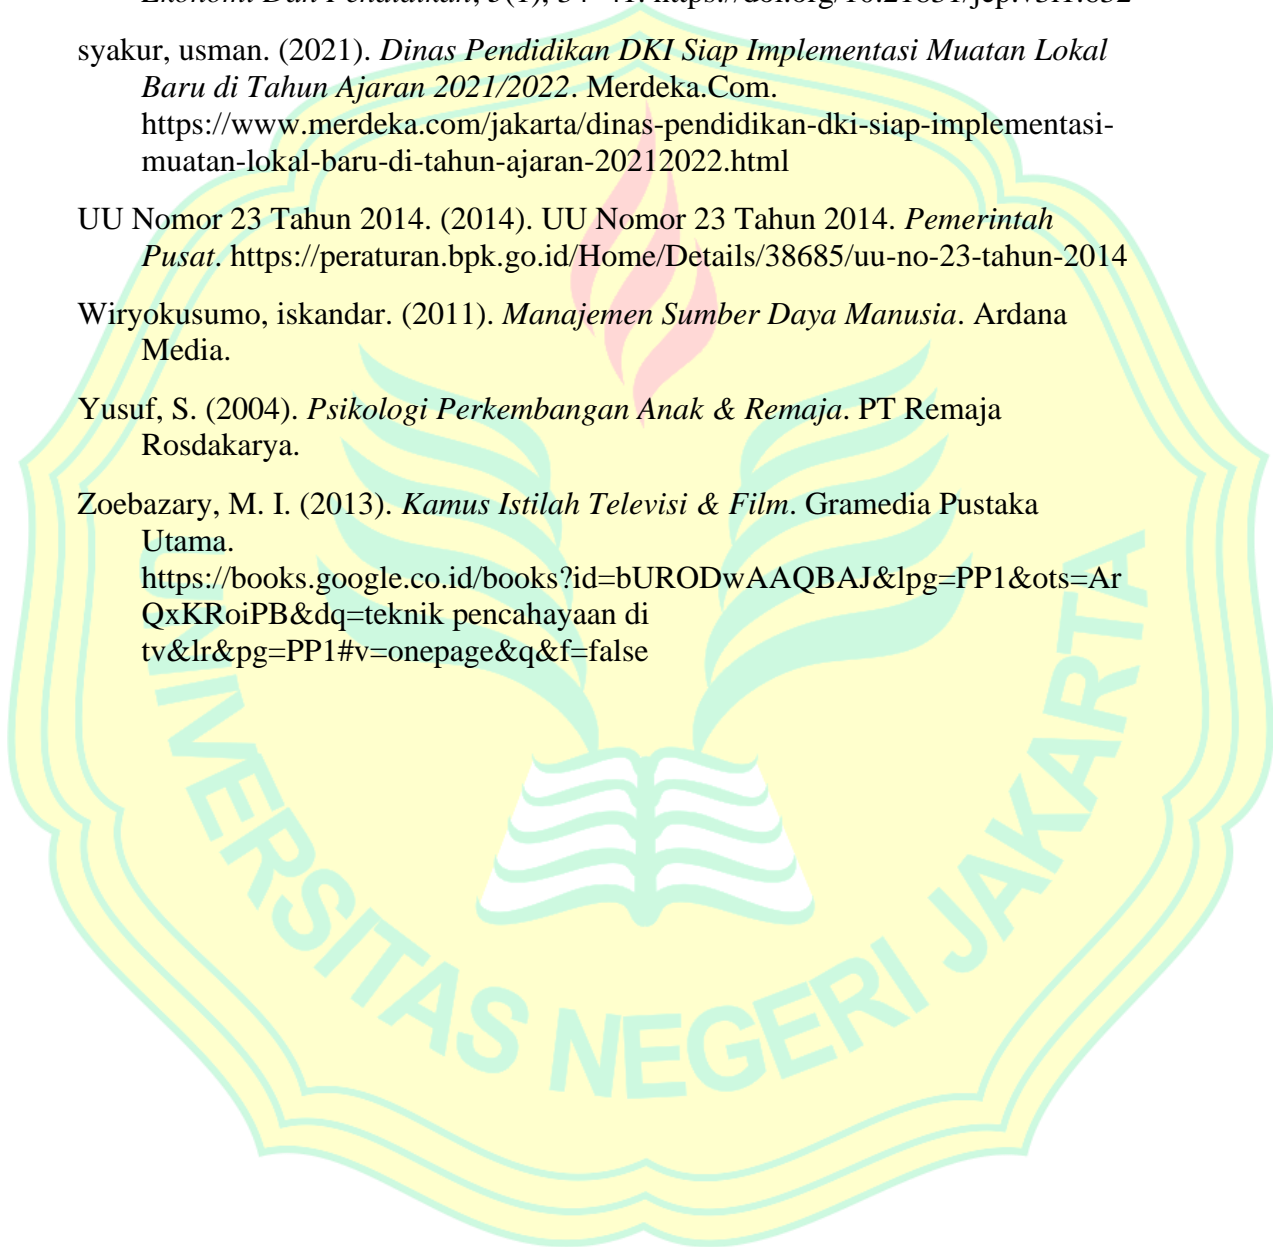 syakur, usman. (2021). Dinas Pendidikan DKI Siap Implementasi Muatan Lokal
Baru di Tahun Ajaran 2021/2022. Merdeka.Com.
https://www.merdeka.com/jakarta/dinas-pendidikan-dki-siap-implementasi-
muatan-lokal-baru-di-tahun-ajaran-20212022.html
UU Nomor 23 Tahun 2014. (2014). UU Nomor 23 Tahun 2014. Pemerintah
Pusat. https://peraturan.bpk.go.id/Home/Details/38685/uu-no-23-tahun-2014
Wiryokusumo, iskandar. (2011). Manajemen Sumber Daya Manusia. Ardana
Media.
Yusuf, S. (2004). Psikologi Perkembangan Anak & Remaja. PT Remaja
Rosdakarya.
Zoebazary, M. I. (2013). Kamus Istilah Televisi & Film. Gramedia Pustaka
Utama.
https://books.google.co.id/books?id=bURODwAAQBAJ&lpg=PP1&ots=Ar
QxKRoiPB&dq=teknik pencahayaan di
tv&lr&pg=PP1#v=onepage&q&f=false
UNIVERSITAS NEGERI JAKARTA